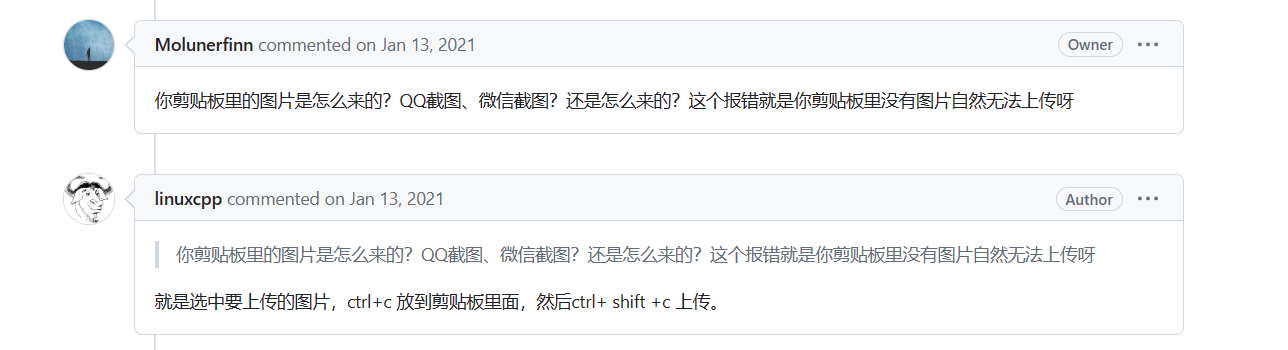 Molunerfinn commented on Jan 13, 2021 Owner
你剪贴板里的图片是怎么来的？QQ截图、微信截图？还是怎么来的？这个报错就是你剪贴板里没有图片自然无法上传呀
linuxcpp commented on Jan 13, 2021 Author
你剪贴板里的图片是怎么来的？QQ截图、微信截图？还是怎么来的？这个报错就是你剪贴板里没有图片自然无法上传呀
就是选中要上传的图片，ctrl+c 放到剪贴板里面，然后ctrl+ shift +c 上传。